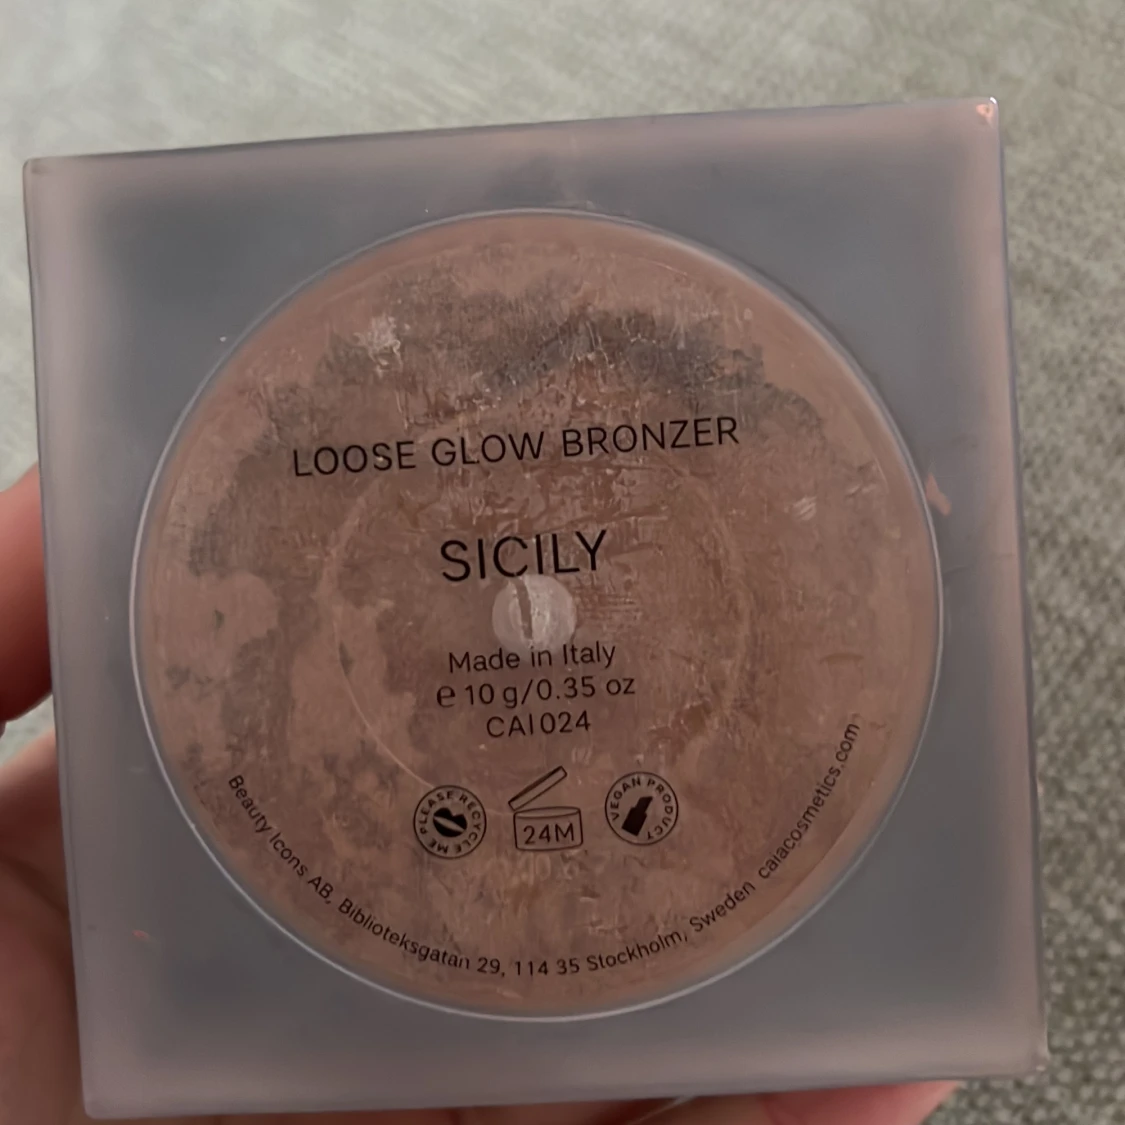 LOOSE GLOW BRONZER
SICILY
Made in Italy
℮ 10 g/0.35 oz
CAI024
PLEASE RECYCLE ME
24M
VEGAN PRODUCT
Beauty Icons AB, Biblioteksgatan 29, 114 35 Stockholm, Sweden caiacosmetics.com